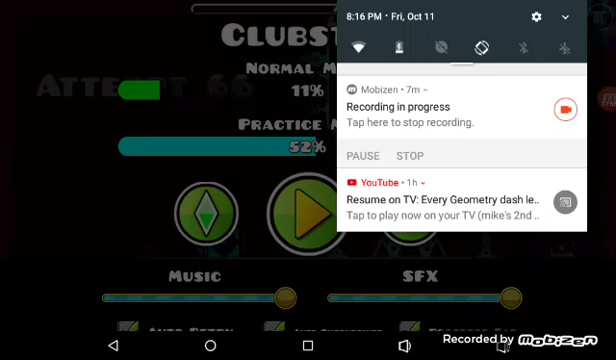 8:16 PM • Fri, Oct 11
CLUBST
NORMAL M
ATTEMPT 66
11%
Mobizen • 7m
Recording in progress
Tap here to stop recording.
PRACTICE M
52%
PAUSE STOP
YouTube • 1h
Resume on TV: Every Geometry dash le..
Tap to play now on your TV (mike's 2nd ..
MUSIC SFX
AUTO-RETRY
Recorded by mobizen